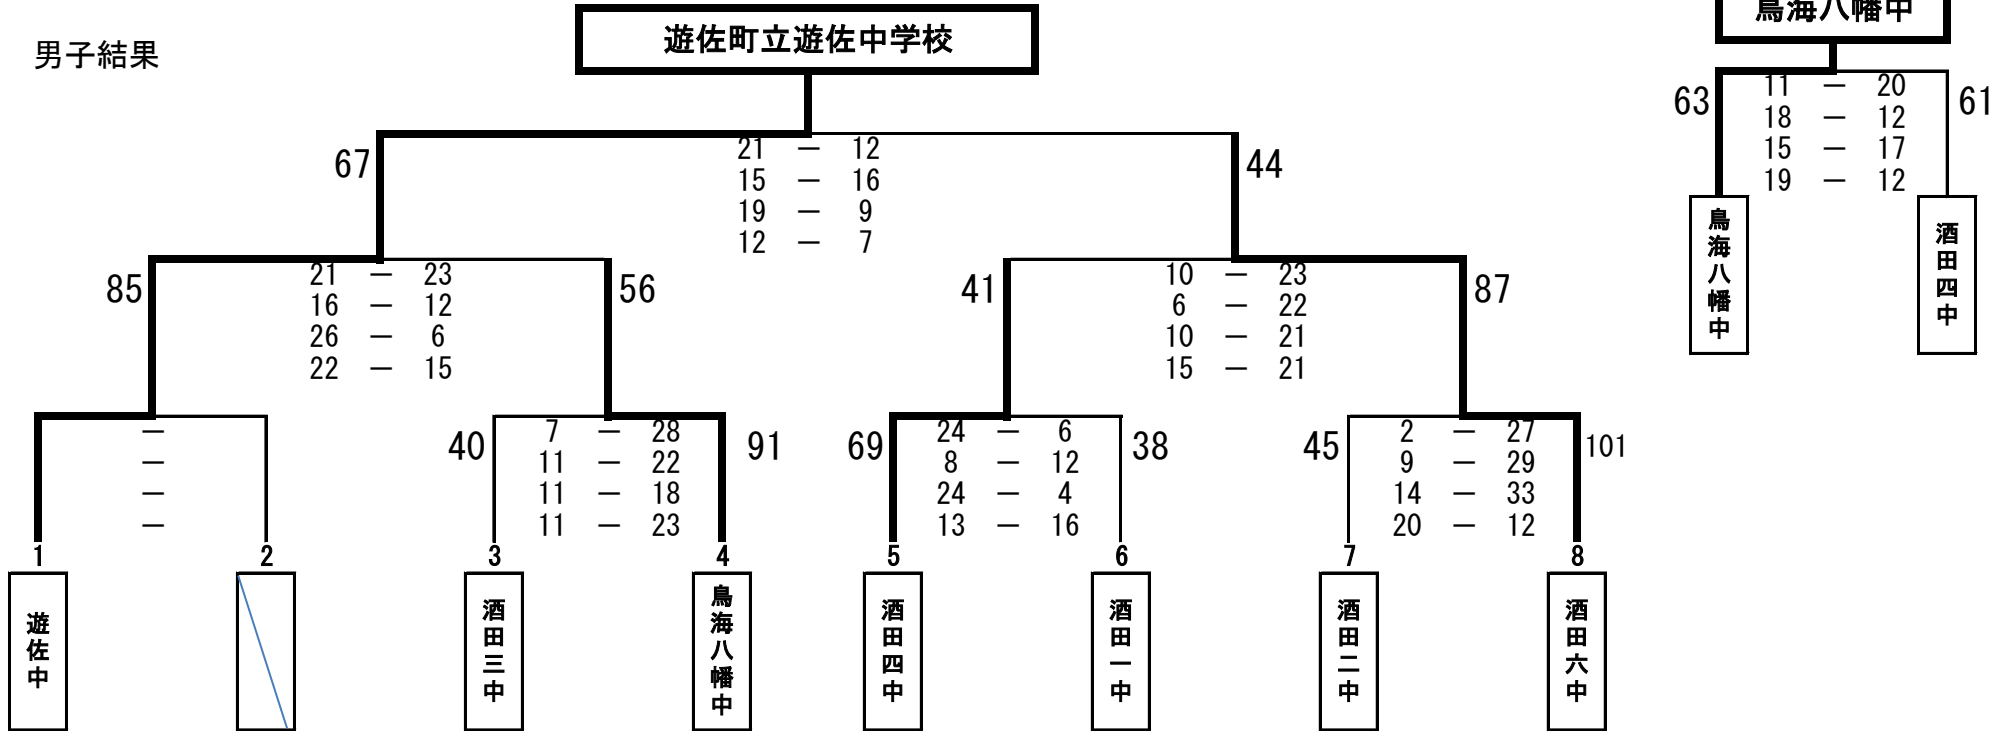 男子結果
遊佐町立遊佐中学校
67
21 — 12
15 — 16
19 — 9
12 — 7
44
85
21 — 23
16 — 12
26 — 6
22 — 15
56
41
10 — 23
6 — 22
10 — 21
15 — 21
87
—
—
—
—
40
7 — 28
11 — 22
11 — 18
11 — 23
91
69
24 — 6
8 — 12
24 — 4
13 — 16
38
45
2 — 27
9 — 29
14 — 33
20 — 12
101
1
2
3
4
5
6
7
8
遊佐中
酒田三中
鳥海八幡中
酒田四中
酒田一中
酒田二中
酒田六中
鳥海八幡中
63
11 — 20
18 — 12
15 — 17
19 — 12
61
鳥海八幡中
酒田四中